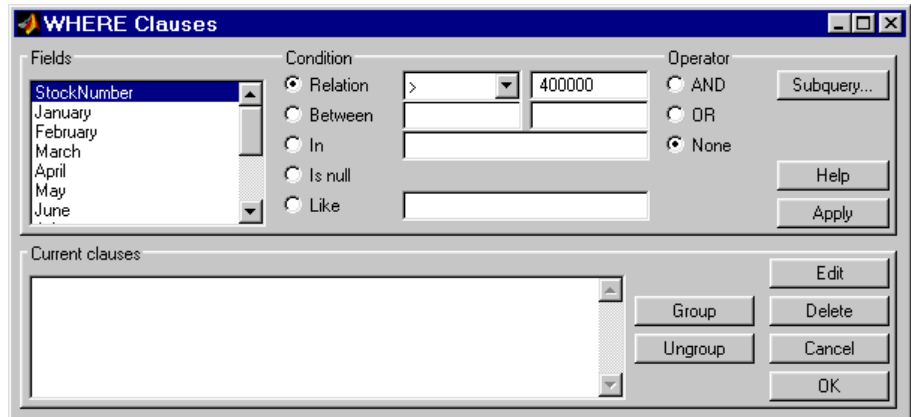 WHERE Clauses
Fields
Condition
Operator
StockNumber
January
February
March
April
May
June
Relation
>
400000
Between
In
Is null
Like
AND
OR
None
Subquery...
Help
Apply
Current clauses
Group
Ungroup
Edit
Delete
Cancel
OK